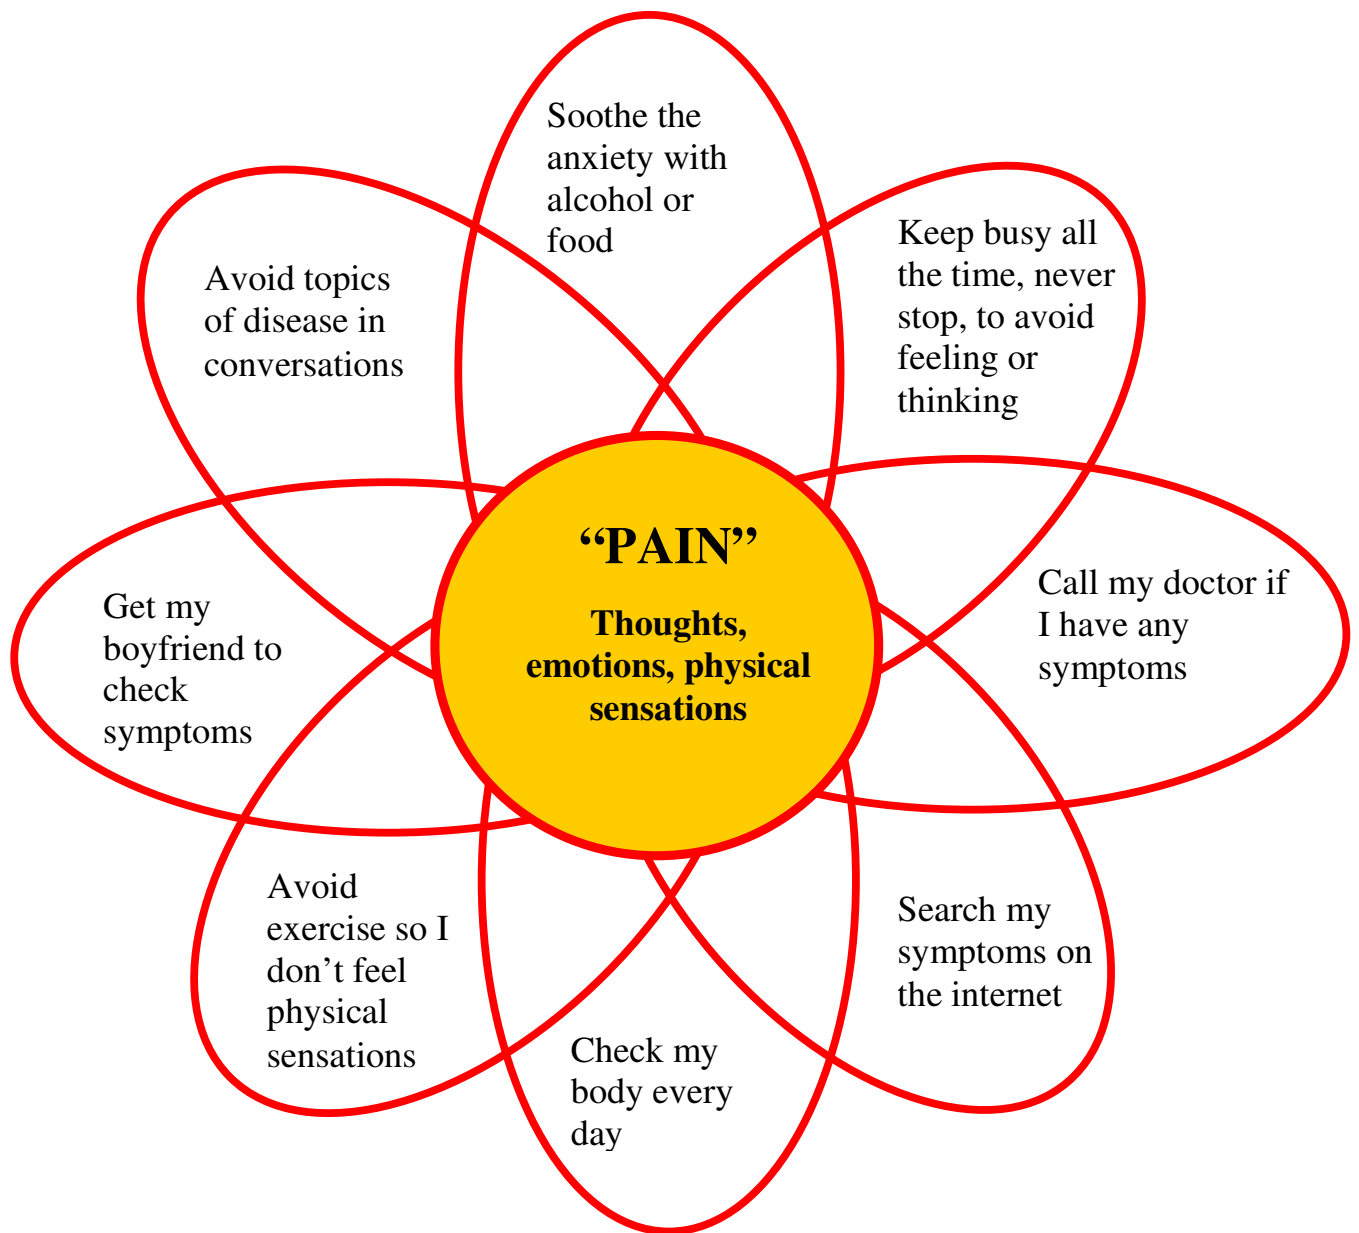 Soothe the
anxiety with
alcohol or
food
Keep busy all
the time, never
stop, to avoid
feeling or
thinking
Avoid topics
of disease in
conversations
“PAIN”
Thoughts,
emotions, physical
sensations
Call my doctor if
I have any
symptoms
Get my
boyfriend to
check
symptoms
Avoid
exercise so I
don’t feel
physical
sensations
Search my
symptoms on
the internet
Check my
body every
day